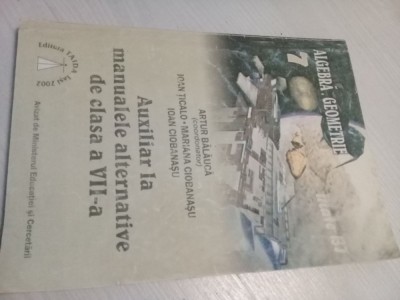 ALGEBRA. GEOMETRIE
7
ARTUR BĂLĂUCĂ
(coordonator)
IOAN ȚICALO • MARIANA CIOBANAȘU
IOAN CIOBANAȘU
Auxiliar la
manualele alternative
de clasa a VII-a
Editura TAIDA
Iași 2002
Avizat de Ministerul Educației și Cercetării